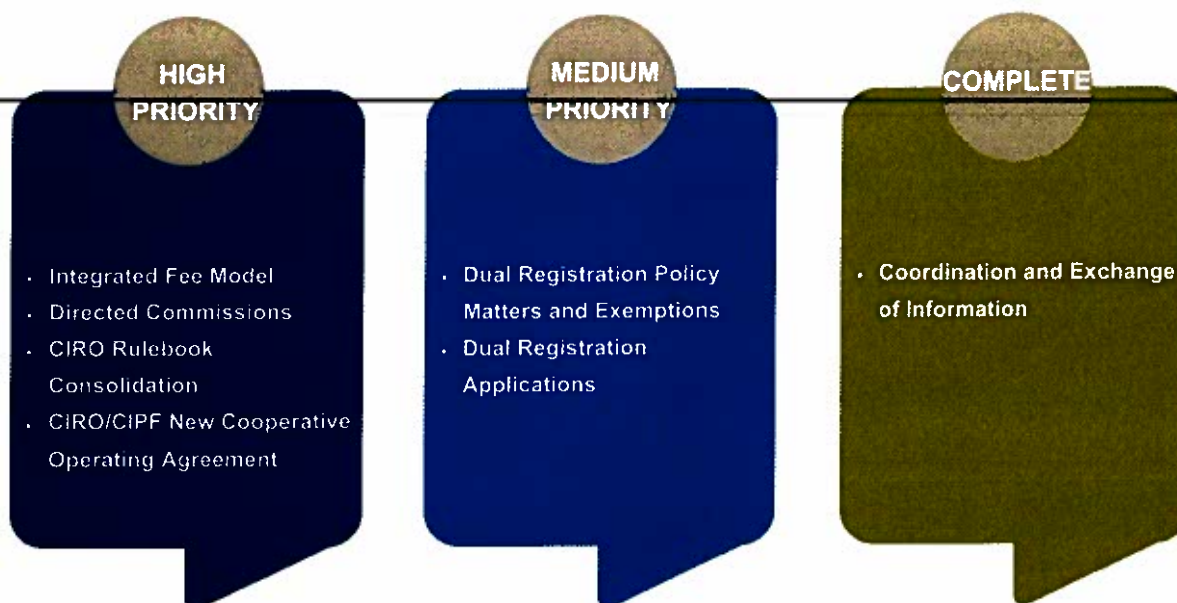 HIGH
PRIORITY
• Integrated Fee Model
• Directed Commissions
• CIRO Rulebook
Consolidation
• CIRO/CIPF New Cooperative
Operating Agreement
MEDIUM
PRIORITY
• Dual Registration Policy
Matters and Exemptions
• Dual Registration
Applications
COMPLETE
• Coordination and Exchange
of Information